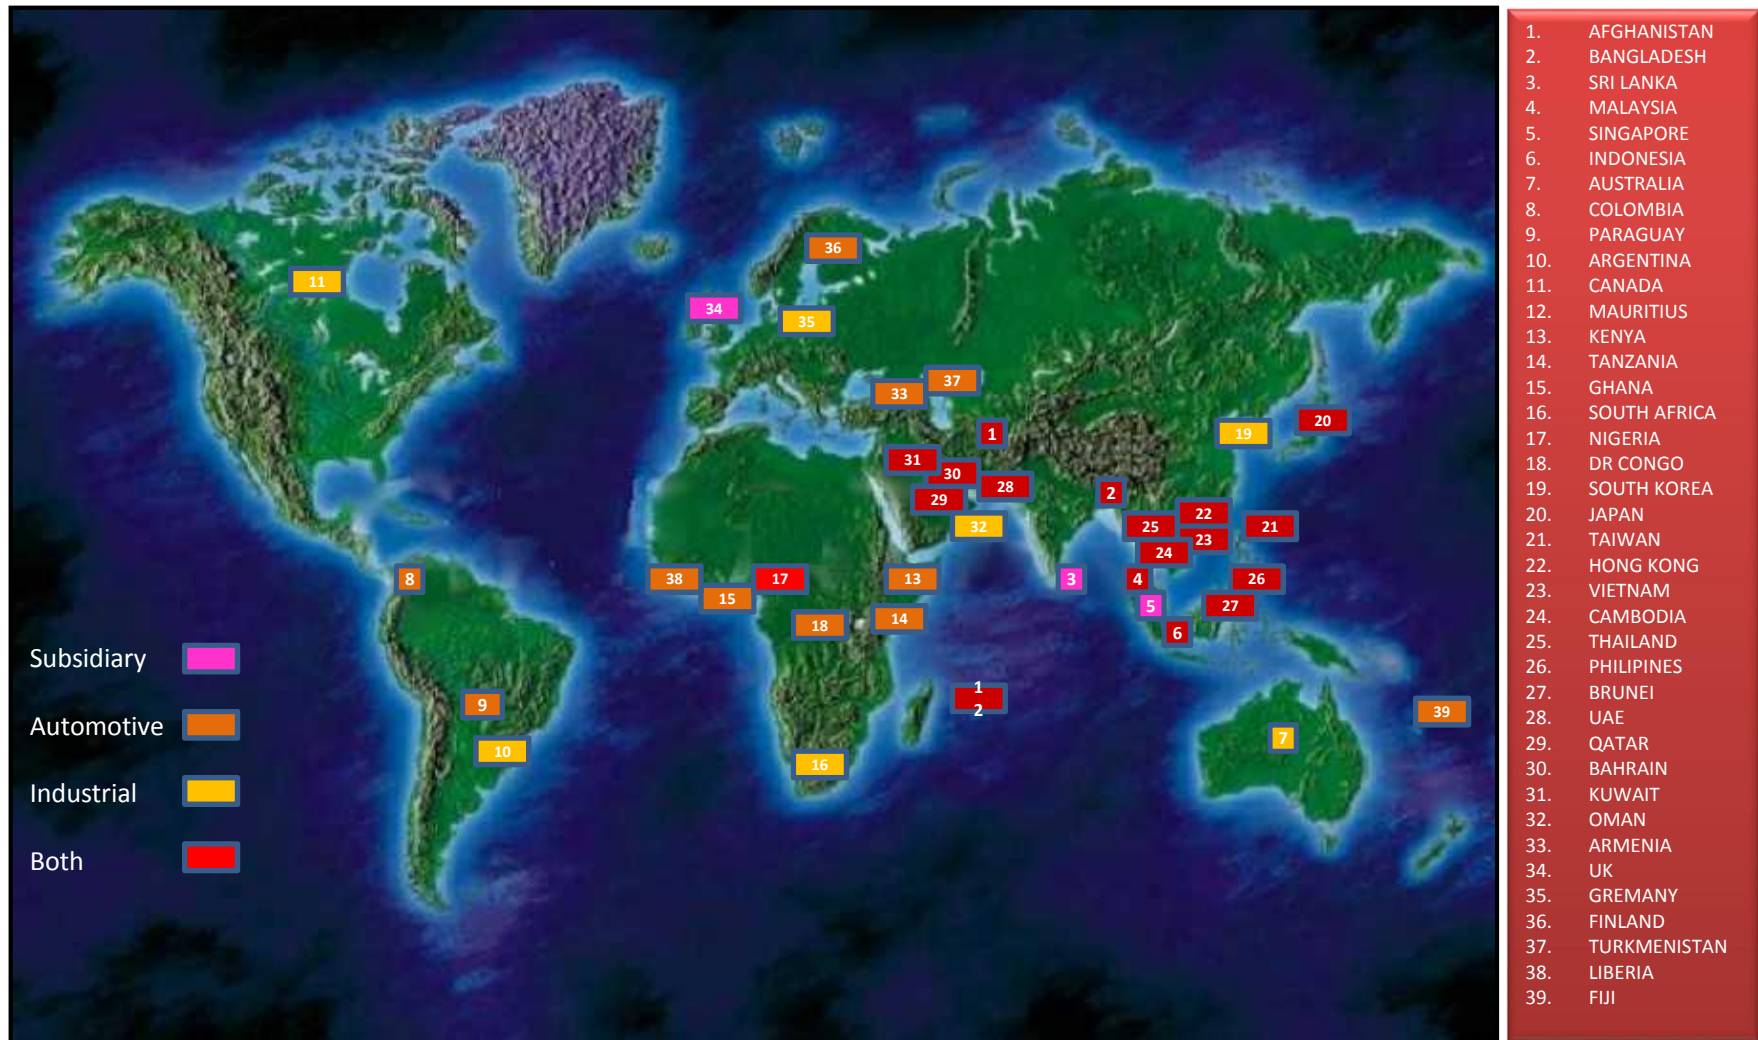 36
11
34
35
37
33
20
19
1
31
30
28
2
29
22
32
25
21
23
24
8
38
17
13
3
4
26
15
5
27
14
18
6
Subsidiary
1
2
9
39
Automotive
7
10
16
Industrial
Both
1. AFGHANISTAN
2. BANGLADESH
3. SRI LANKA
4. MALAYSIA
5. SINGAPORE
6. INDONESIA
7. AUSTRALIA
8. COLOMBIA
9. PARAGUAY
10. ARGENTINA
11. CANADA
12. MAURITIUS
13. KENYA
14. TANZANIA
15. GHANA
16. SOUTH AFRICA
17. NIGERIA
18. DR CONGO
19. SOUTH KOREA
20. JAPAN
21. TAIWAN
22. HONG KONG
23. VIETNAM
24. CAMBODIA
25. THAILAND
26. PHILIPINES
27. BRUNEI
28. UAE
29. QATAR
30. BAHRAIN
31. KUWAIT
32. OMAN
33. ARMENIA
34. UK
35. GREMANY
36. FINLAND
37. TURKMENISTAN
38. LIBERIA
39. FIJI